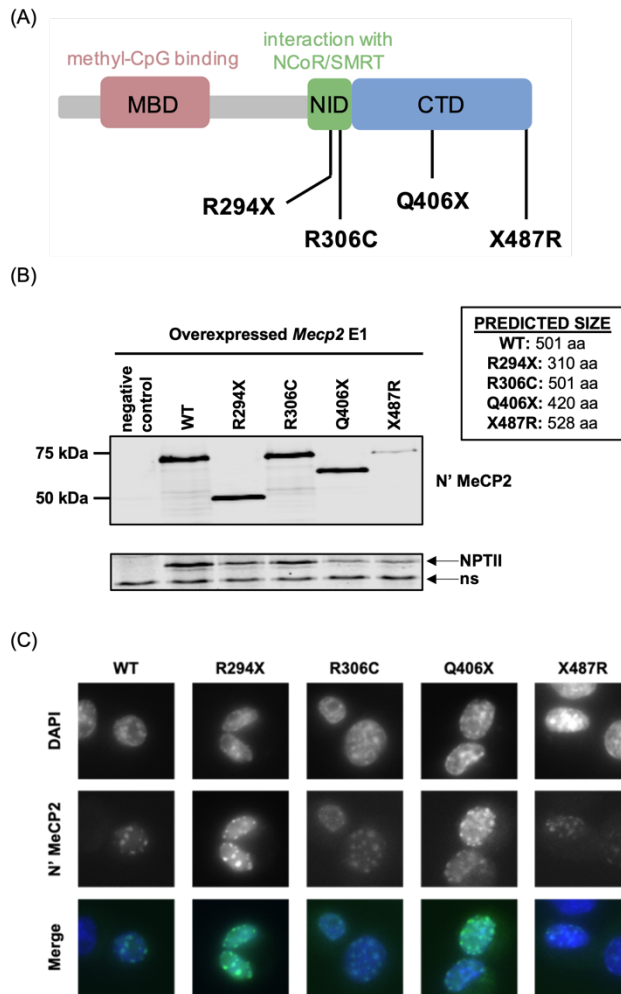 (A)
methyl-CpG binding
interaction with
NCoR/SMRT
MBD
NID
CTD
R294X
R306C
Q406X
X487R
(B)
Overexpressed Mecp2 E1
negative
control
WT
R294X
R306C
Q406X
X487R
75 kDa
50 kDa
N' MeCP2
NPTII
ns
PREDICTED SIZE
WT: 501 aa
R294X: 310 aa
R306C: 501 aa
Q406X: 420 aa
X487R: 528 aa
(C)
WT R294X R306C Q406X X487R
DAPI
N' MeCP2
Merge